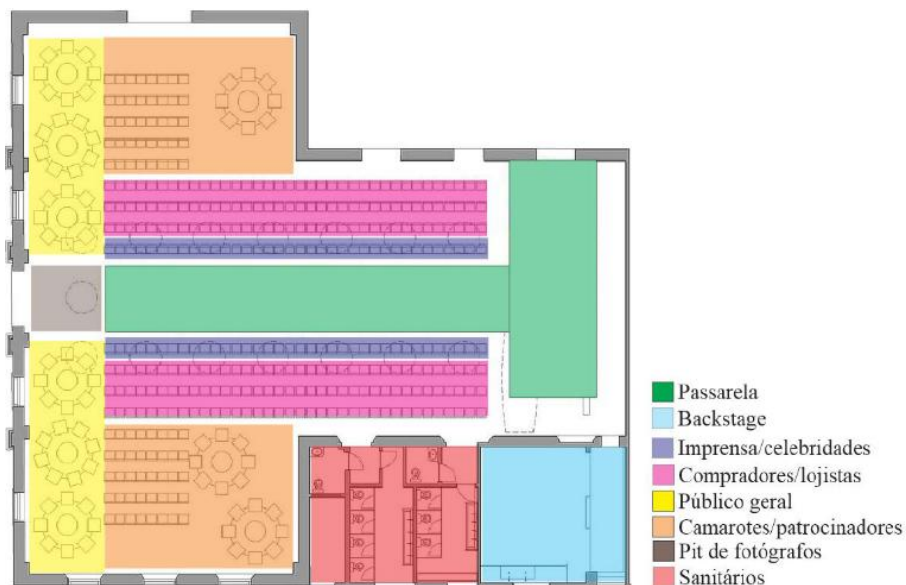 Passarela
Backstage
Imprensa/celebridades
Compradores/lojistas
Público geral
Camarotes/patrocinadores
Pit de fotógrafos
Sanitários